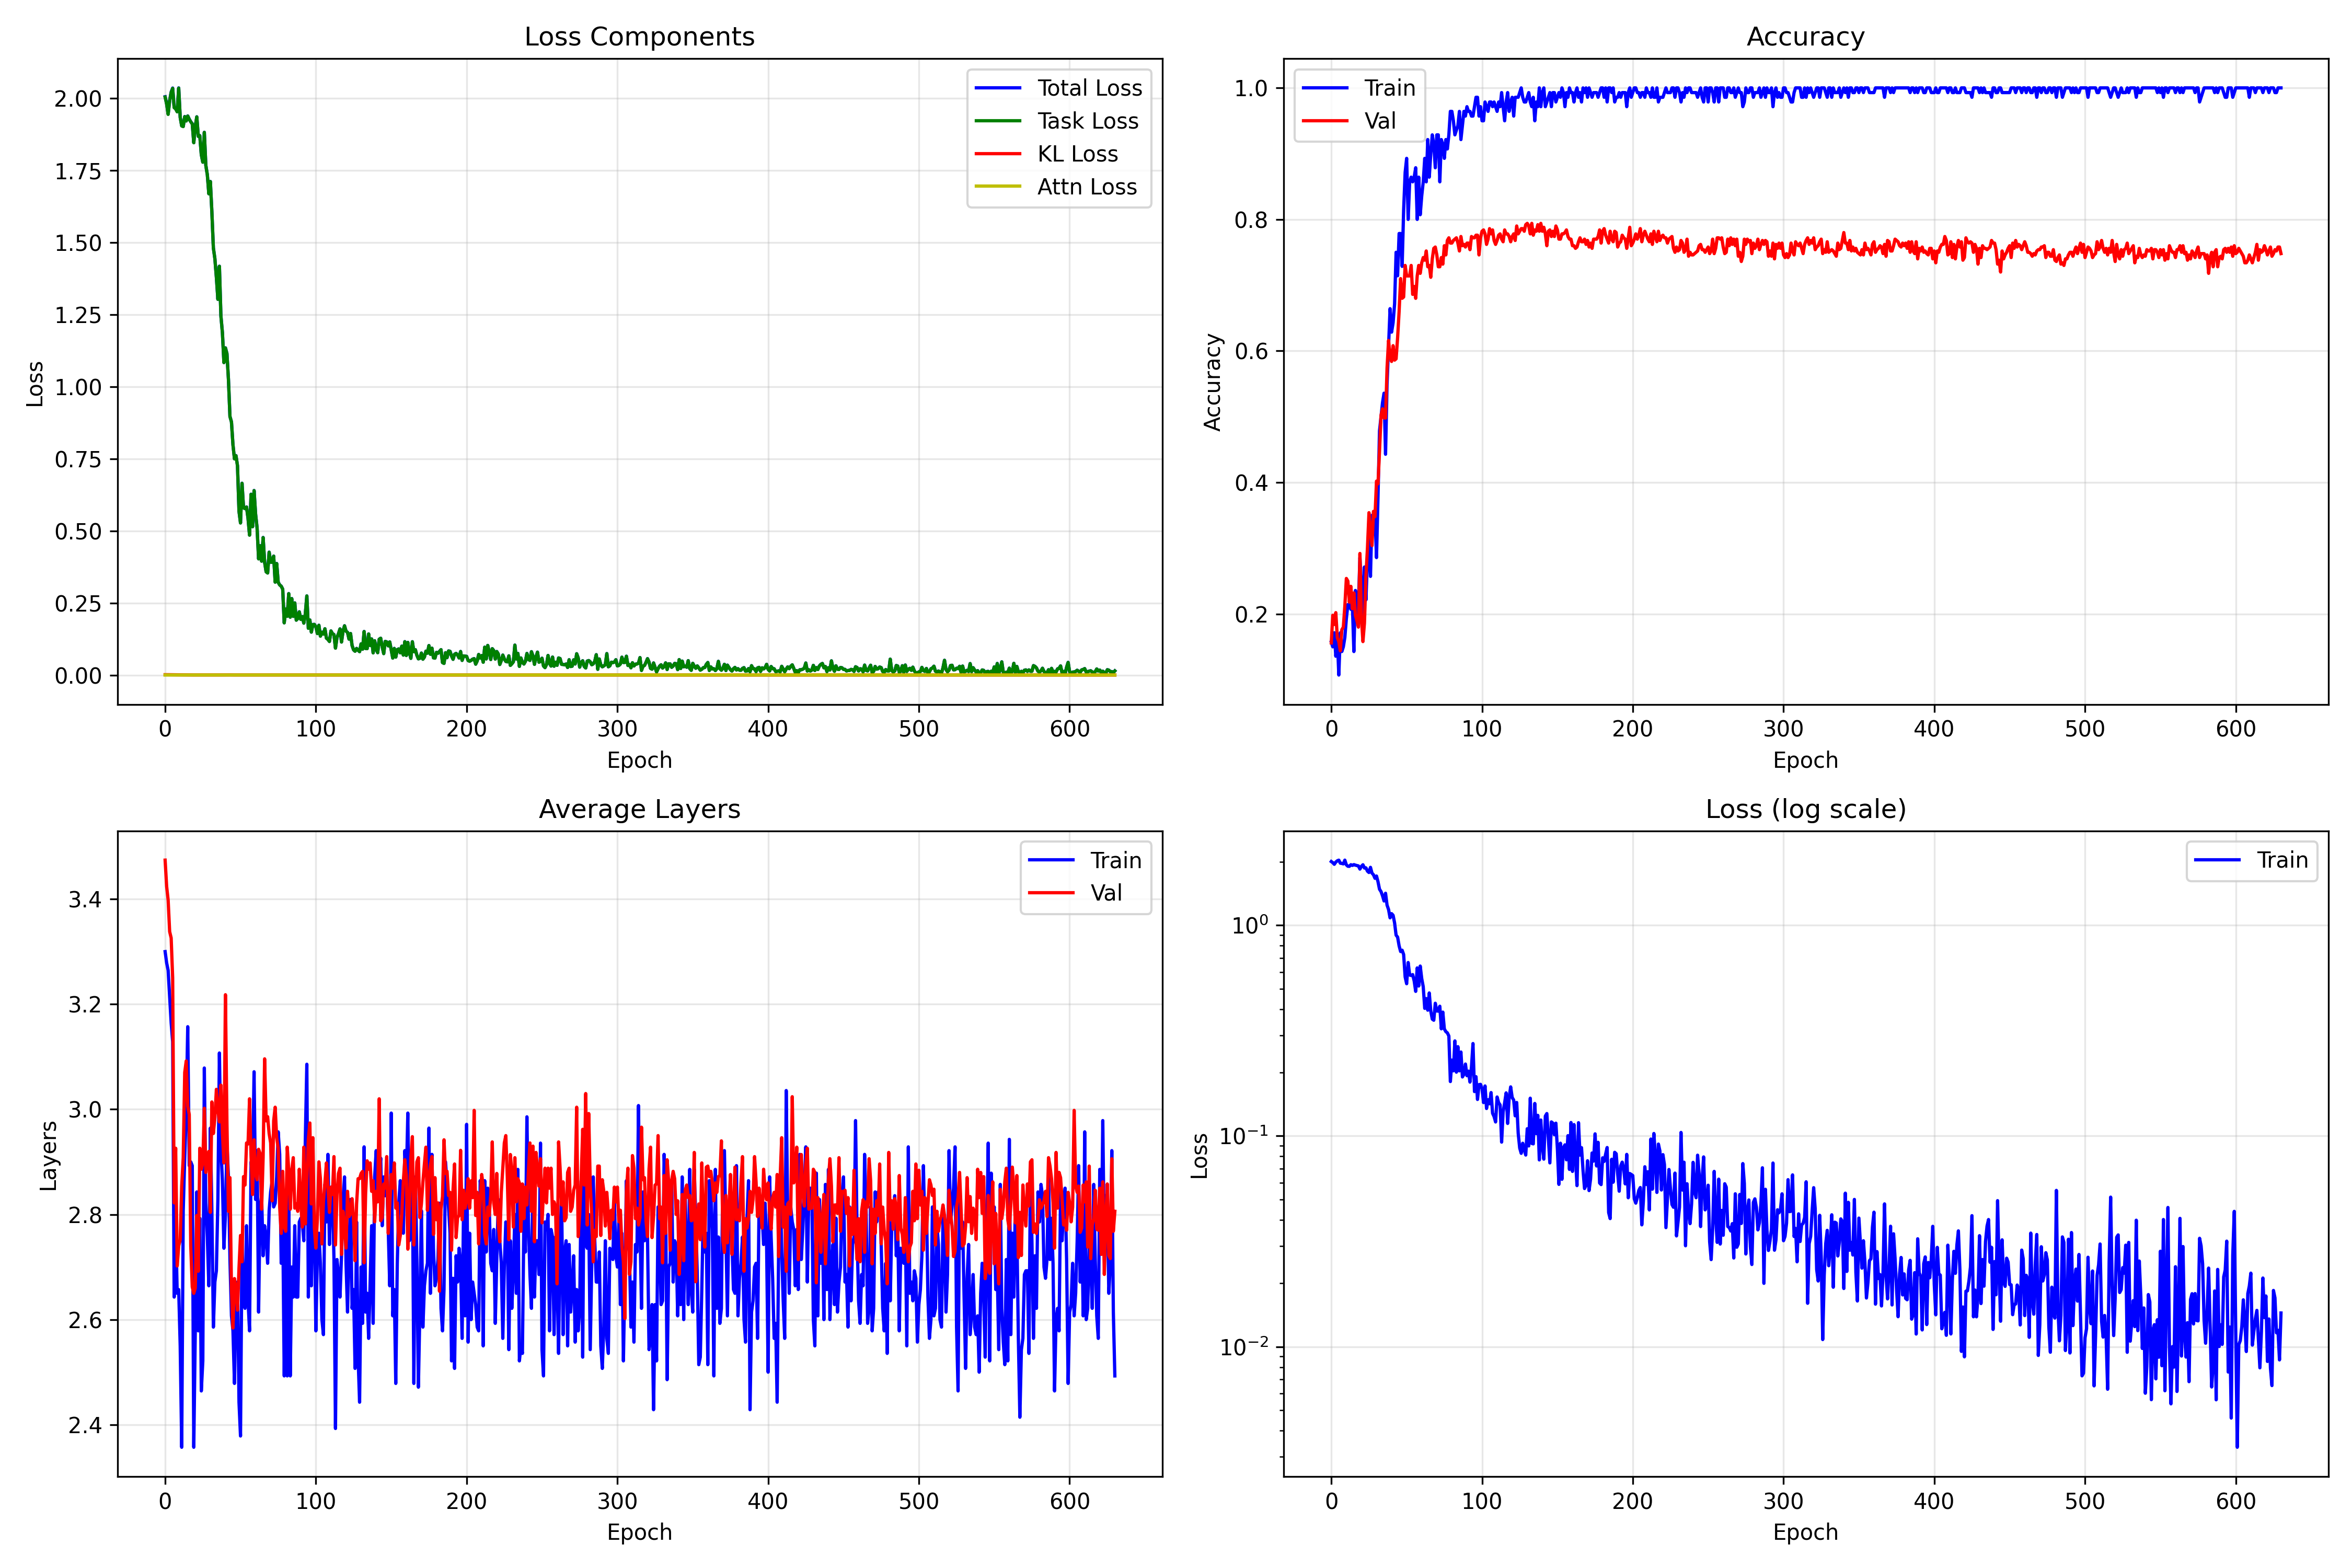 Loss Components
Loss
2.00
1.75
1.50
1.25
1.00
0.75
0.50
0.25
0.00
Total Loss
Task Loss
KL Loss
Attn Loss
0 100 200 300 400 500 600
Epoch
Accuracy
Accuracy
1.0
0.8
0.6
0.4
0.2
Train
Val
0 100 200 300 400 500 600
Epoch
Average Layers
Layers
3.4
3.2
3.0
2.8
2.6
2.4
Train
Val
0 100 200 300 400 500 600
Epoch
Loss (log scale)
Loss
10⁰
10⁻¹
10⁻²
Train
0 100 200 300 400 500 600
Epoch